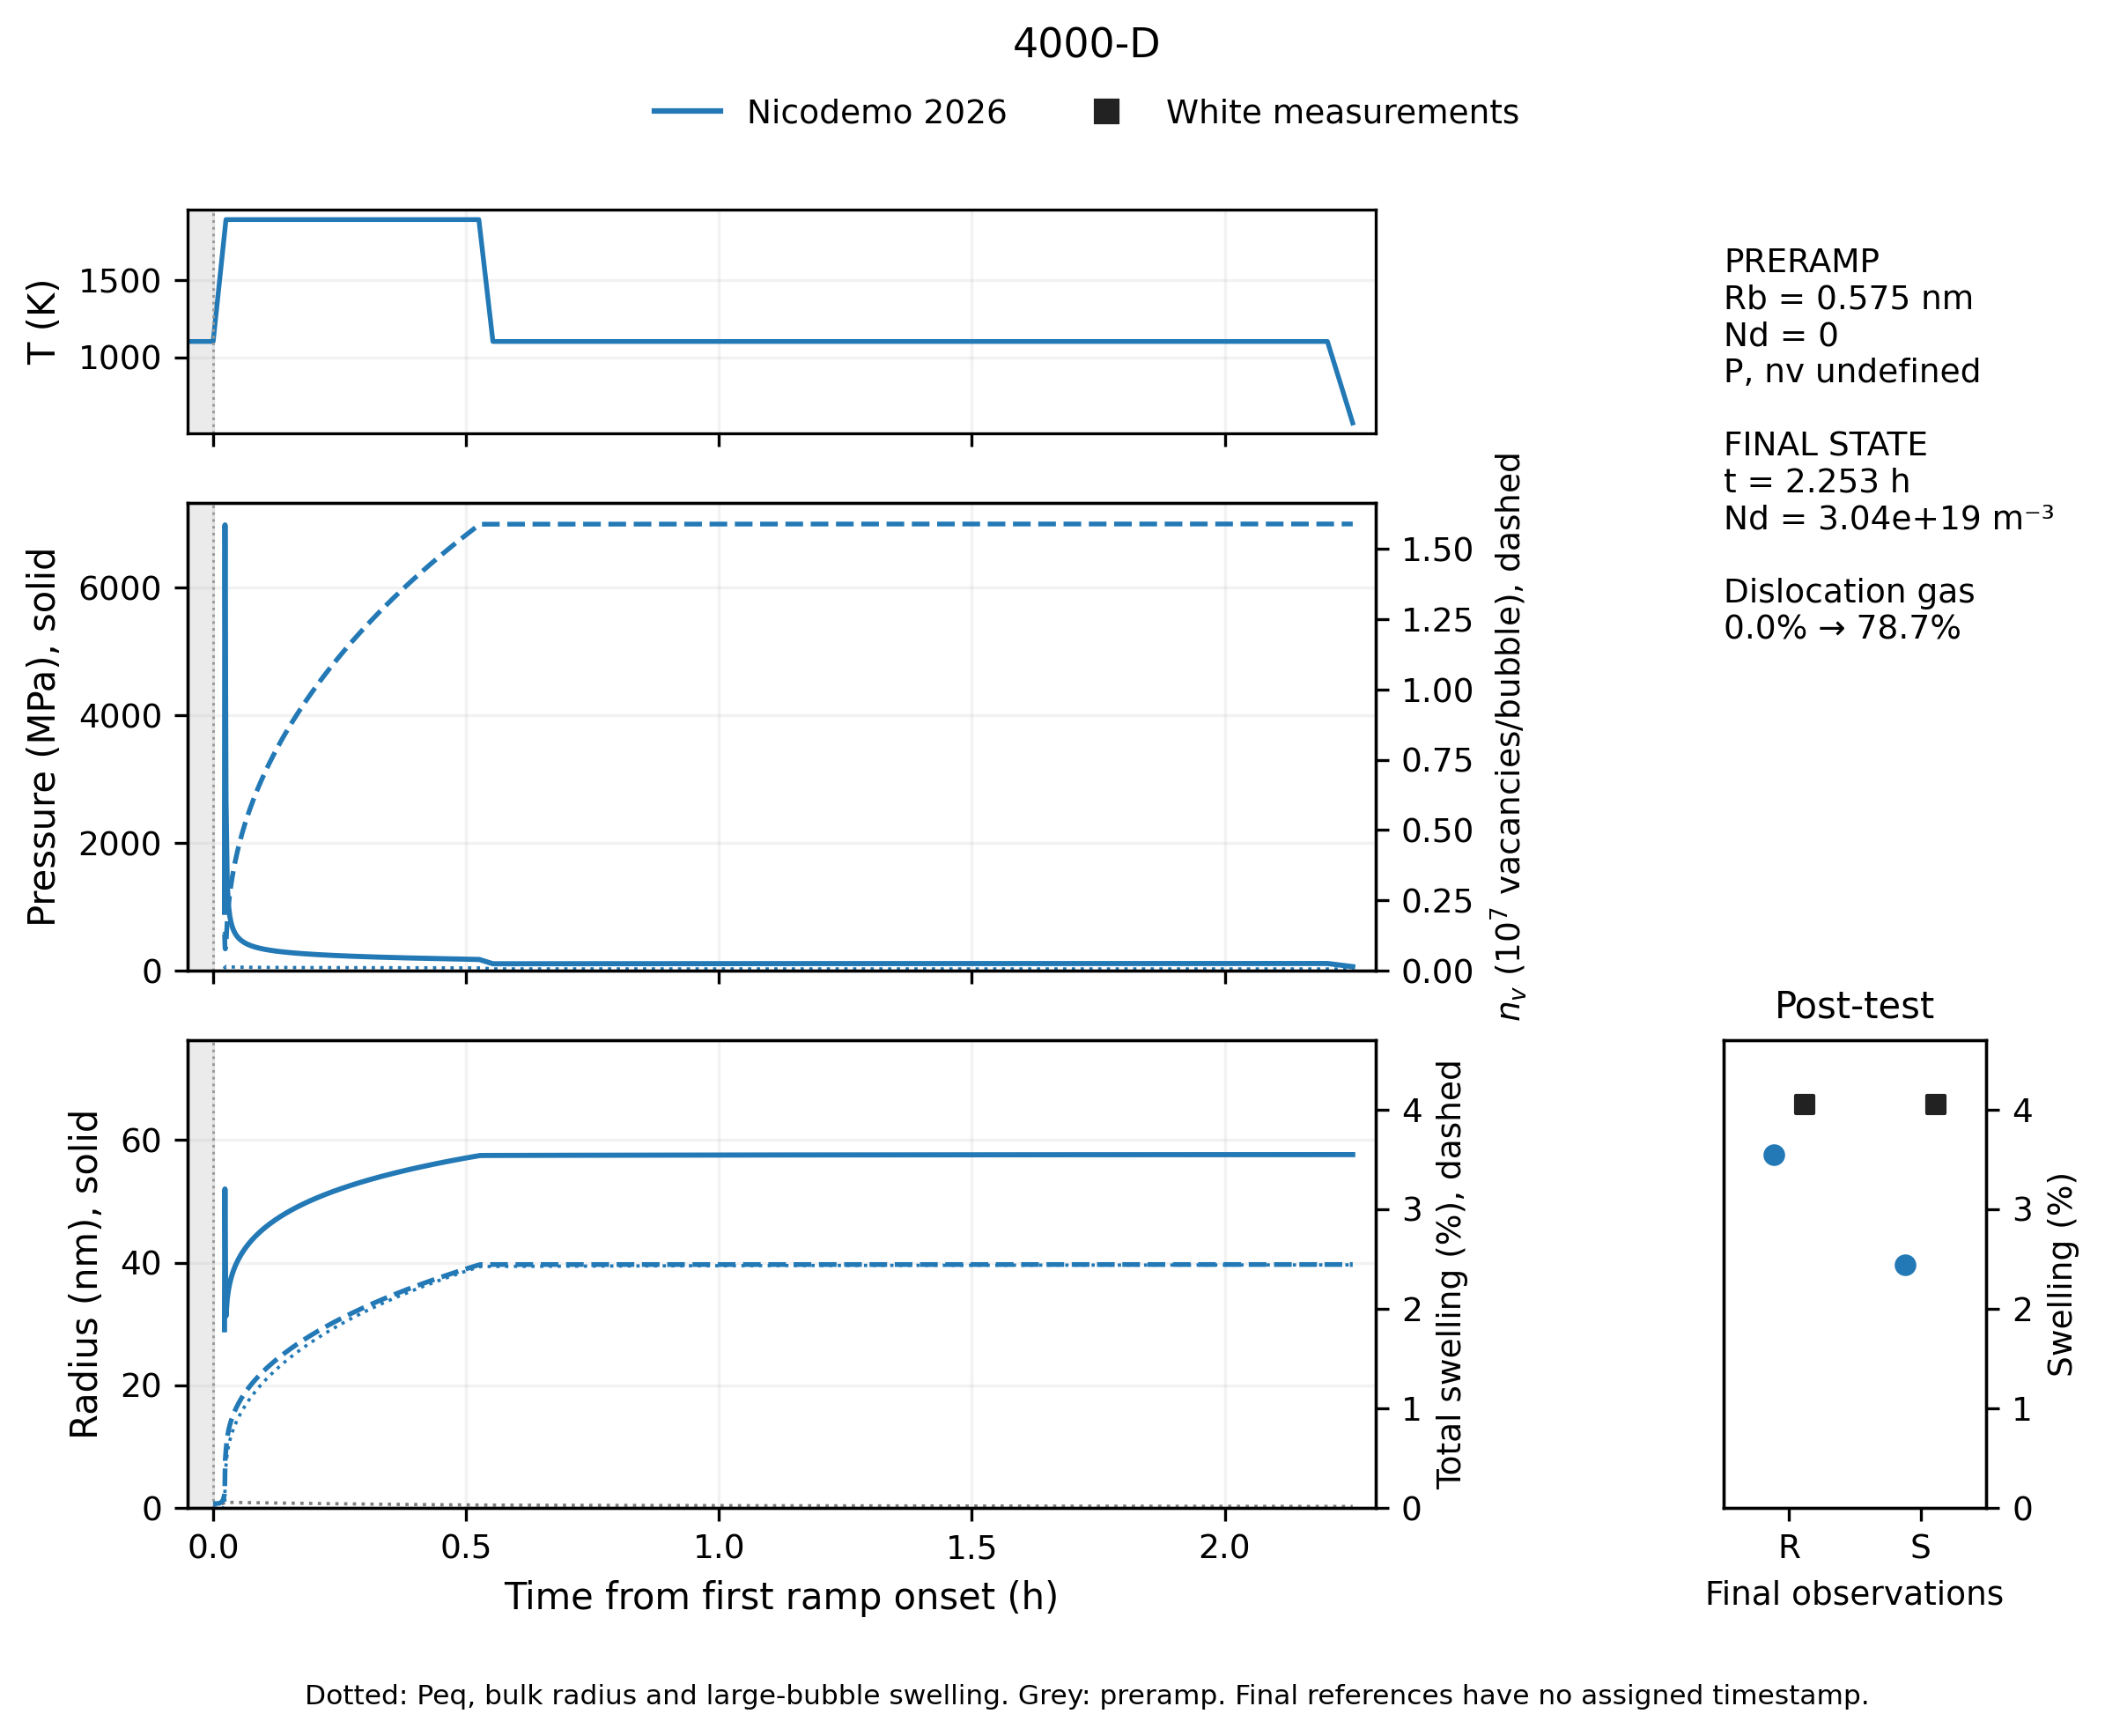 4000-D
Nicodemo 2026
White measurements
T (K)
1500
1000
PRERAMP
Rb = 0.575 nm
Nd = 0
P, nv undefined
FINAL STATE
t = 2.253 h
Nd = 3.04e+19 m⁻³
Dislocation gas
0.0% → 78.7%
Pressure (MPa), solid
6000
4000
2000
0
1.50
1.25
1.00
0.75
0.50
0.25
0.00
n_v (10⁷ vacancies/bubble), dashed
Radius (nm), solid
60
40
20
0
4
3
2
1
0
Total swelling (%), dashed
0.0
0.5
1.0
1.5
2.0
Time from first ramp onset (h)
Post-test
4
3
2
1
0
Swelling (%)
R
S
Final observations
Dotted: Peq, bulk radius and large-bubble swelling. Grey: preramp. Final references have no assigned timestamp.